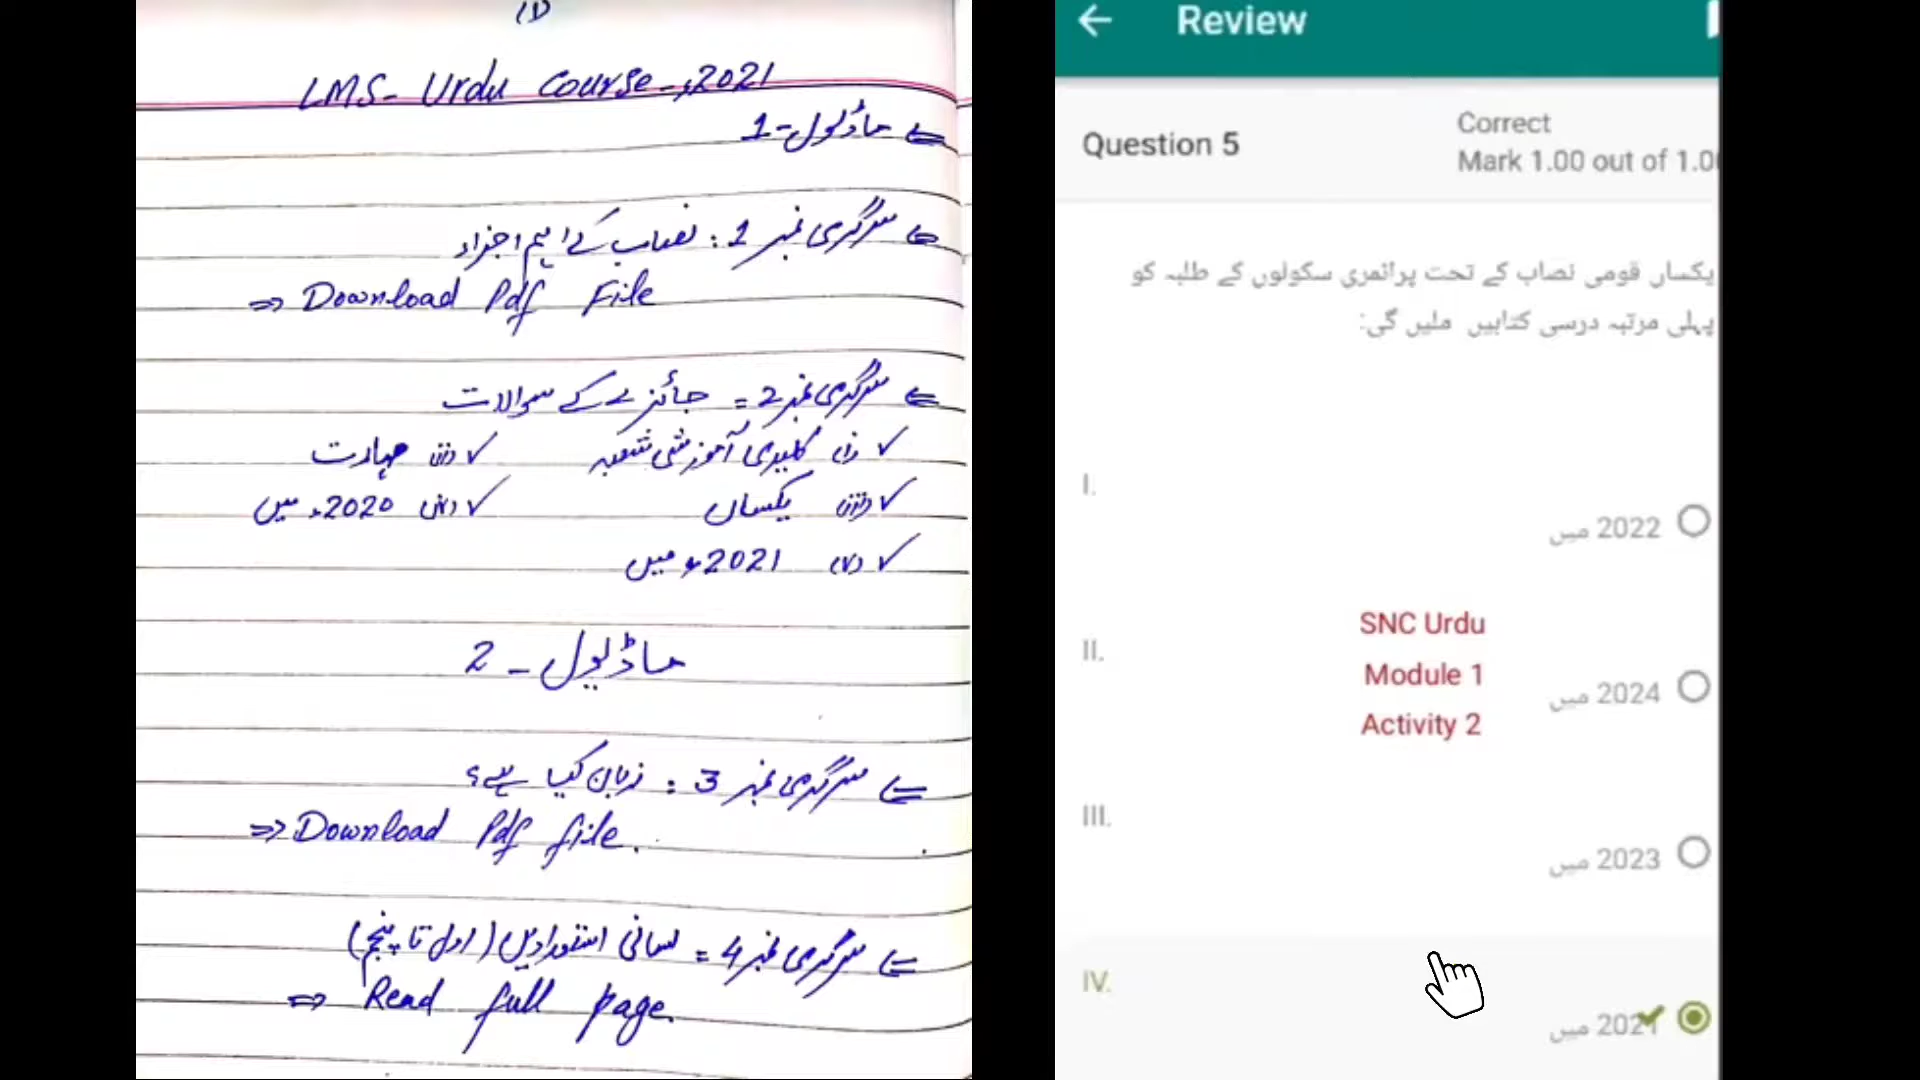 (1)
LMS- Urdu Course-,2021
ماڈیول-1
سرگرمی نمبر 1: نصاب کے اہم اجزاء
⇒ Download Pdf File
سرگرمی نمبر 2 = جائزے کے سوالات
✓ (i) کلیدی آموزشی شعبہ ✓ (ii) مہارت
✓ (iii) یکساں ✓ (iv) 2020ء میں
✓ (v) 2021ء میں
ماڈیول - 2
سرگرمی نمبر 3: زبان کیا ہے؟
⇒ Download Pdf file.
سرگرمی نمبر 4 = لسانی استعدادیں (اول تا پنجم)
⇒ Read full page.
Review
Question 5
Correct
Mark 1.00 out of 1.0
یکساں قومی نصاب کے تحت پرائمری سکولوں کے طلبہ کو
پہلی مرتبہ درسی کتابیں ملیں گی:
I.
2022 میں
II.
2024 میں
SNC Urdu
Module 1
Activity 2
III.
2023 میں
IV.
2021 میں